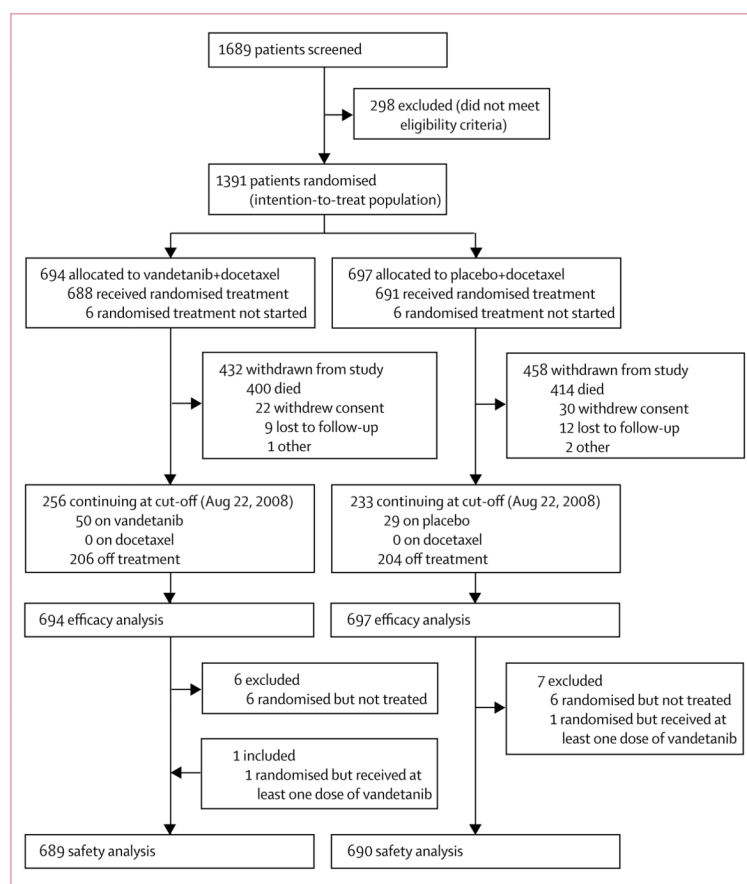 1689 patients screened
298 excluded (did not meet
eligibility criteria)
1391 patients randomised
(intention-to-treat population)
694 allocated to vandetanib+docetaxel
688 received randomised treatment
6 randomised treatment not started
697 allocated to placebo+docetaxel
691 received randomised treatment
6 randomised treatment not started
432 withdrawn from study
400 died
22 withdrew consent
9 lost to follow-up
1 other
458 withdrawn from study
414 died
30 withdrew consent
12 lost to follow-up
2 other
256 continuing at cut-off (Aug 22, 2008)
50 on vandetanib
0 on docetaxel
206 off treatment
233 continuing at cut-off (Aug 22, 2008)
29 on placebo
0 on docetaxel
204 off treatment
694 efficacy analysis
697 efficacy analysis
6 excluded
6 randomised but not treated
7 excluded
6 randomised but not treated
1 randomised but received at
least one dose of vandetanib
1 included
1 randomised but received at
least one dose of vandetanib
689 safety analysis
690 safety analysis